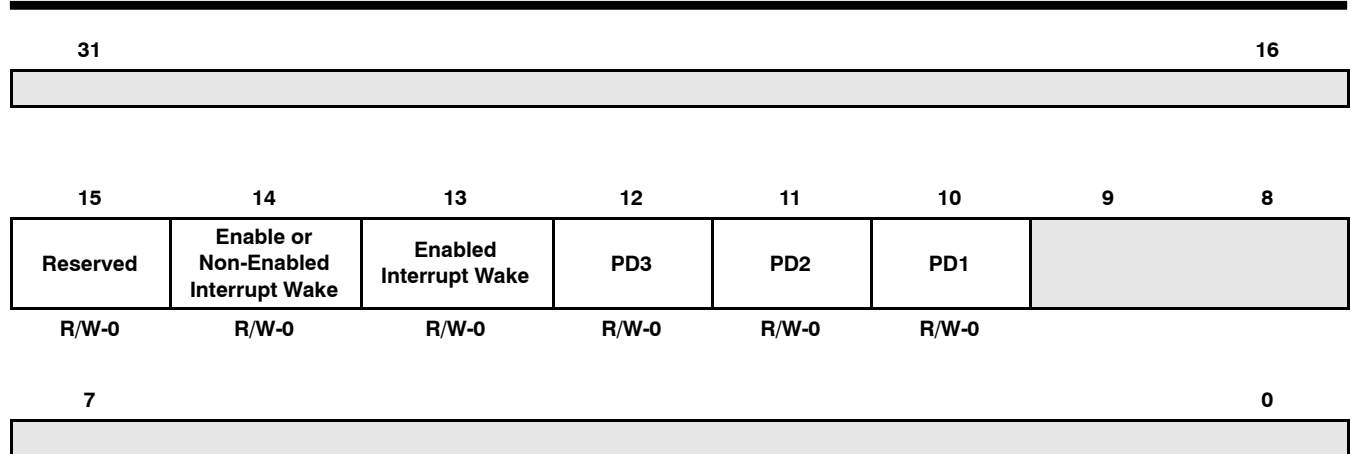 31 16
15 14 13 12 11 10 9 8
Reserved
Enable or
Non-Enabled
Interrupt Wake
Enabled
Interrupt Wake
PD3
PD2
PD1
R/W-0 R/W-0 R/W-0 R/W-0 R/W-0 R/W-0
7 0